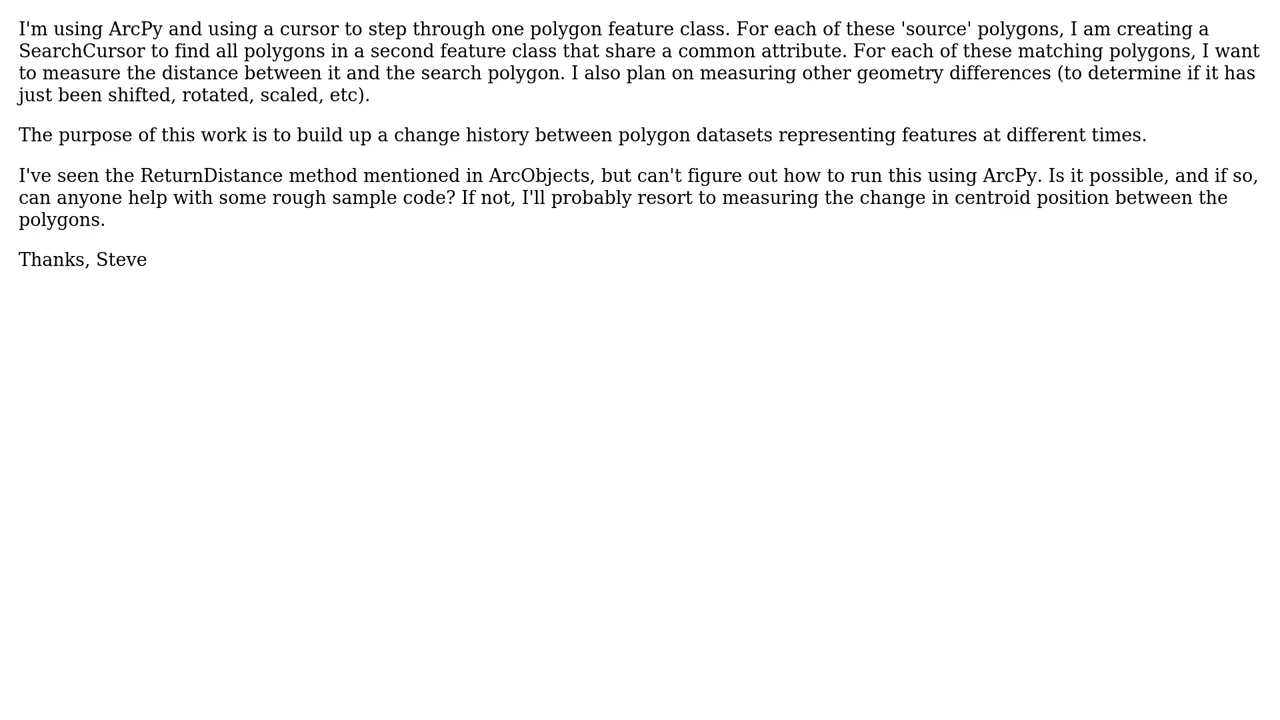 I'm using ArcPy and using a cursor to step through one polygon feature class. For each of these 'source' polygons, I am creating a
SearchCursor to find all polygons in a second feature class that share a common attribute. For each of these matching polygons, I want
to measure the distance between it and the search polygon. I also plan on measuring other geometry differences (to determine if it has
just been shifted, rotated, scaled, etc).
The purpose of this work is to build up a change history between polygon datasets representing features at different times.
I've seen the ReturnDistance method mentioned in ArcObjects, but can't figure out how to run this using ArcPy. Is it possible, and if so,
can anyone help with some rough sample code? If not, I'll probably resort to measuring the change in centroid position between the
polygons.
Thanks, Steve